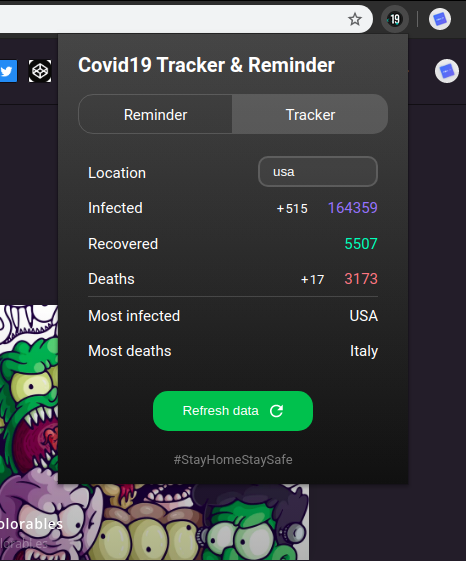 19
Covid19 Tracker & Reminder
Reminder Tracker
Location usa
Infected +515 164359
Recovered 5507
Deaths +17 3173
Most infected USA
Most deaths Italy
Refresh data
#StayHomeStaySafe
olorables